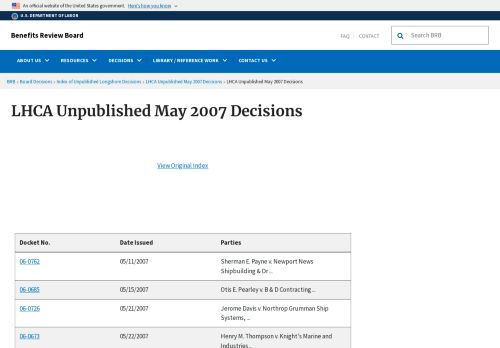 An official website of the United States government. Here's how you know
U.S. DEPARTMENT OF LABOR
Benefits Review Board
FAQ CONTACT
Search BRB
ABOUT US RESOURCES DECISIONS LIBRARY / REFERENCE WORK CONTACT US
BRB › Board Decisions › Index of Unpublished Longshore Decisions › LHCA Unpublished May 2007 Decisions › LHCA Unpublished May 2007 Decisions
LHCA Unpublished May 2007 Decisions
View Original Index
Docket No. Date Issued Parties
06-0762 05/11/2007 Sherman E. Payne v. Newport News
Shipbuilding & Dr...
06-0685 05/15/2007 Otis E. Pearley v. B & D Contracting...
06-0726 05/21/2007 Jerome Davis v. Northrop Grumman Ship
Systems, ...
06-0673 05/22/2007 Henry M. Thompson v. Knight's Marine and
Industries...